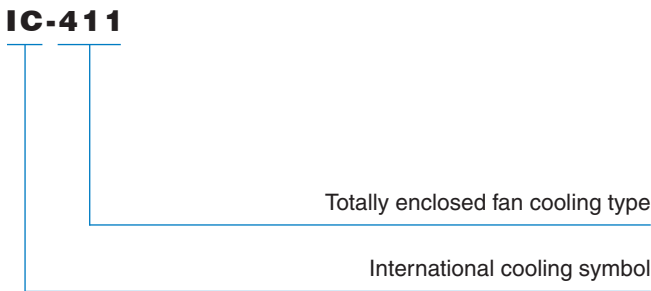 IC-411
Totally enclosed fan cooling type
International cooling symbol